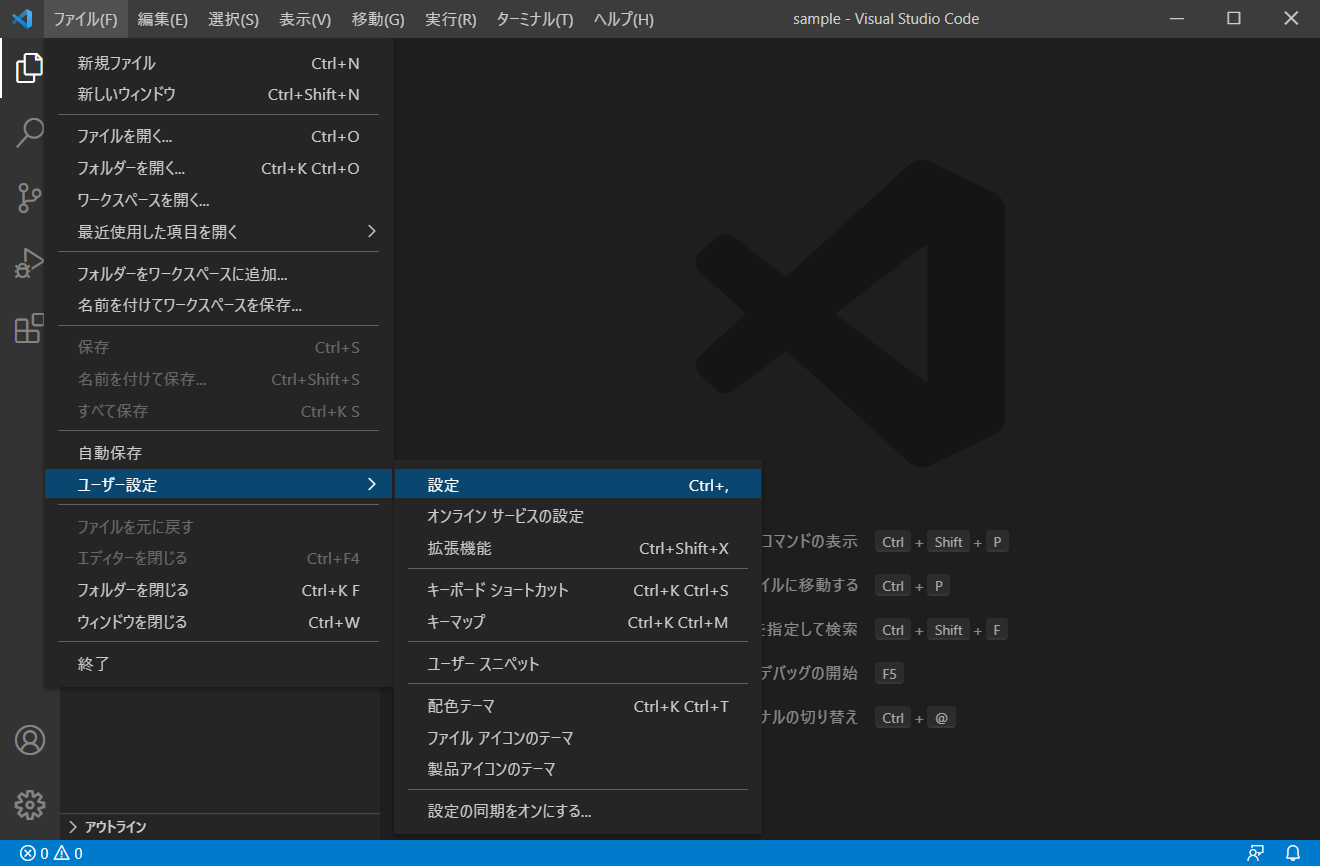 ファイル(F) 編集(E) 選択(S) 表示(V) 移動(G) 実行(R) ターミナル(T) ヘルプ(H) sample - Visual Studio Code
新規ファイル Ctrl+N
新しいウィンドウ Ctrl+Shift+N
ファイルを開く... Ctrl+O
フォルダーを開く... Ctrl+K Ctrl+O
ワークスペースを開く...
最近使用した項目を開く
フォルダーをワークスペースに追加...
名前を付けてワークスペースを保存...
保存 Ctrl+S
名前を付けて保存... Ctrl+Shift+S
すべて保存 Ctrl+K S
自動保存
ユーザー設定
ファイルを元に戻す
エディターを閉じる Ctrl+F4
フォルダーを閉じる Ctrl+K F
ウィンドウを閉じる Ctrl+W
終了
設定 Ctrl+,
オンライン サービスの設定
拡張機能 Ctrl+Shift+X
キーボード ショートカット Ctrl+K Ctrl+S
キーマップ Ctrl+K Ctrl+M
ユーザー スニペット
配色テーマ Ctrl+K Ctrl+T
ファイル アイコンのテーマ
製品アイコンのテーマ
設定の同期をオンにする...
コマンドの表示 Ctrl + Shift + P
イルに移動する Ctrl + P
を指定して検索 Ctrl + Shift + F
デバッグの開始 F5
ナルの切り替え Ctrl + @
アウトライン
0 0